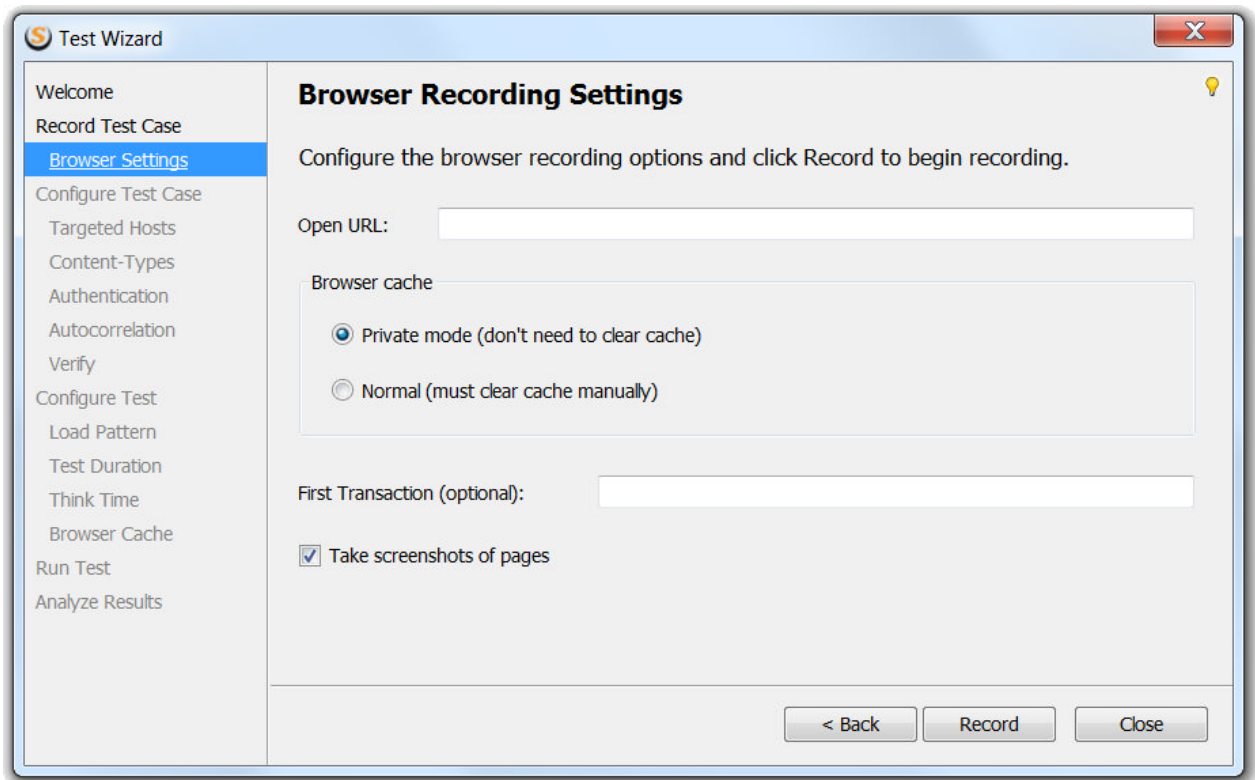 Test Wizard
Welcome
Record Test Case
Browser Settings
Configure Test Case
Targeted Hosts
Content-Types
Authentication
Autocorrelation
Verify
Configure Test
Load Pattern
Test Duration
Think Time
Browser Cache
Run Test
Analyze Results
Browser Recording Settings
Configure the browser recording options and click Record to begin recording.
Open URL:
Browser cache
Private mode (don't need to clear cache)
Normal (must clear cache manually)
First Transaction (optional):
Take screenshots of pages
< Back Record Close